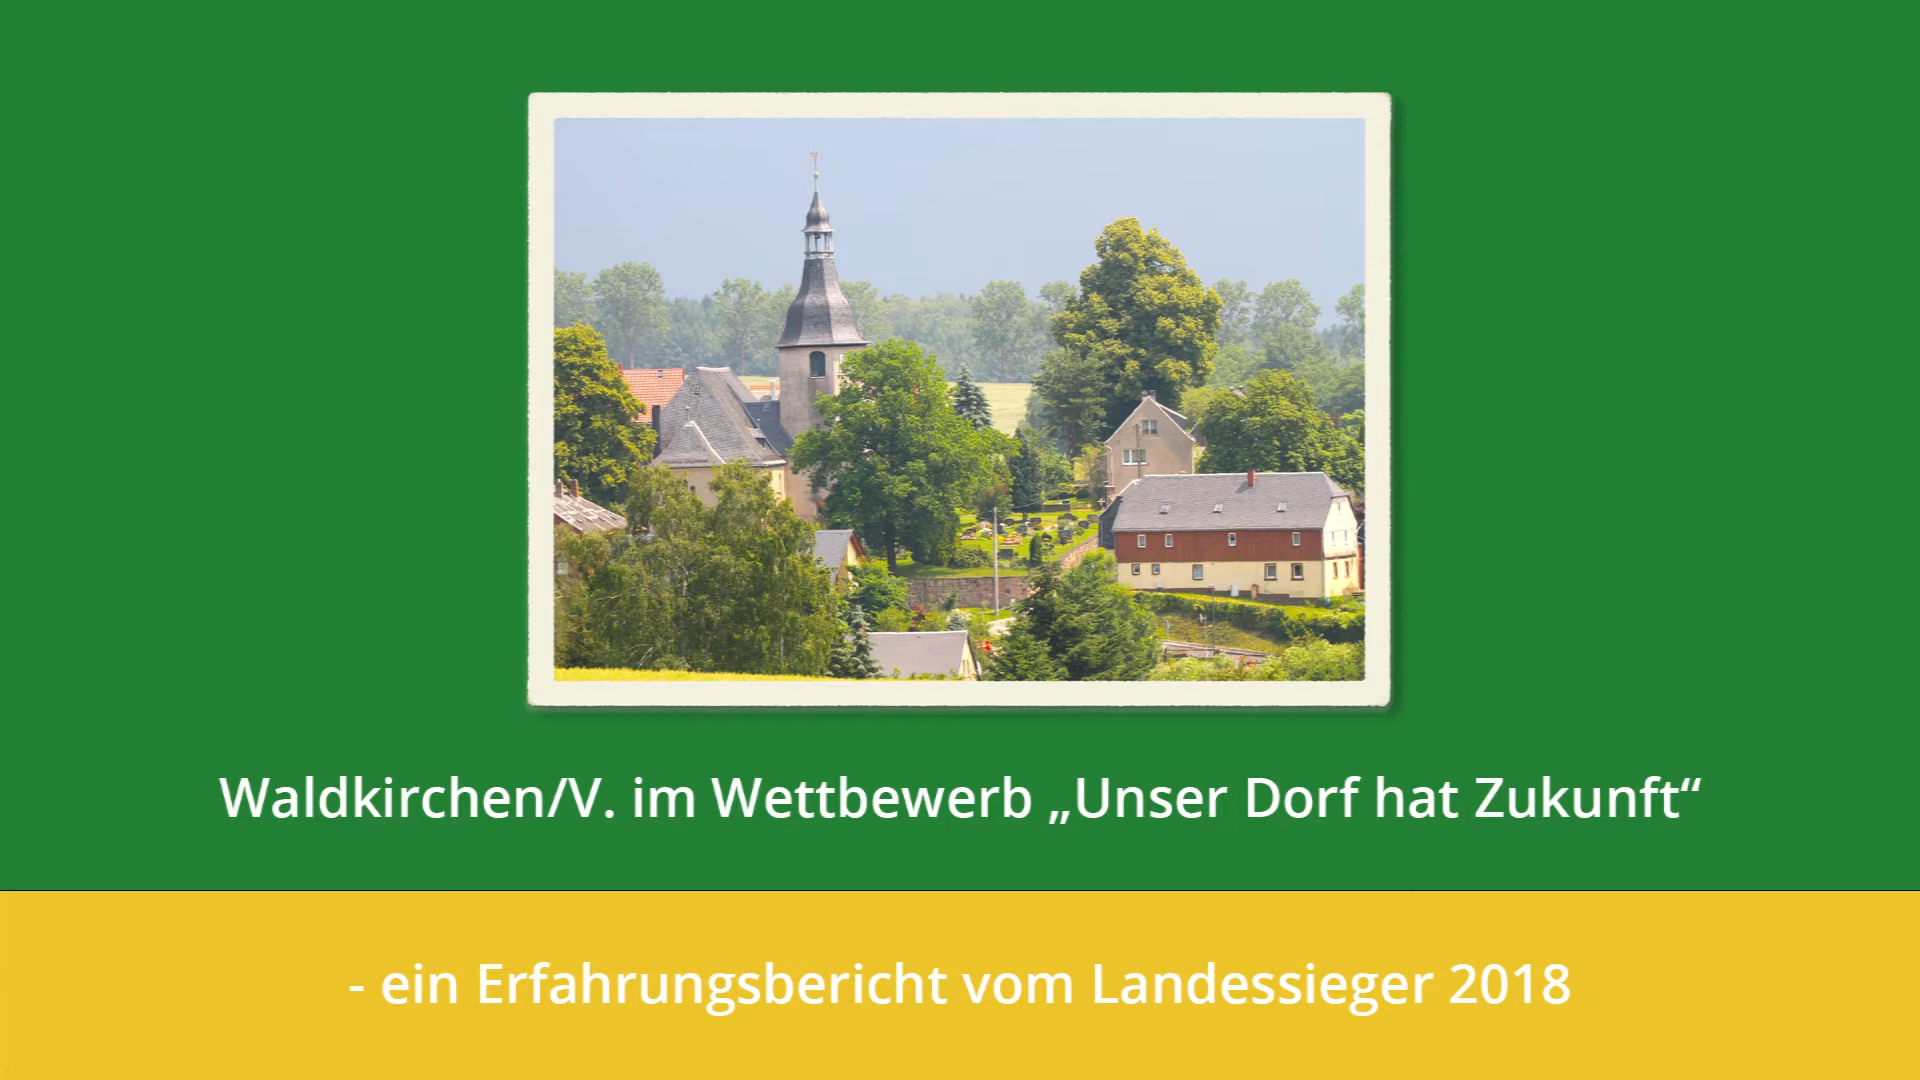 Waldkirchen/V. im Wettbewerb „Unser Dorf hat Zukunft“
- ein Erfahrungsbericht vom Landessieger 2018